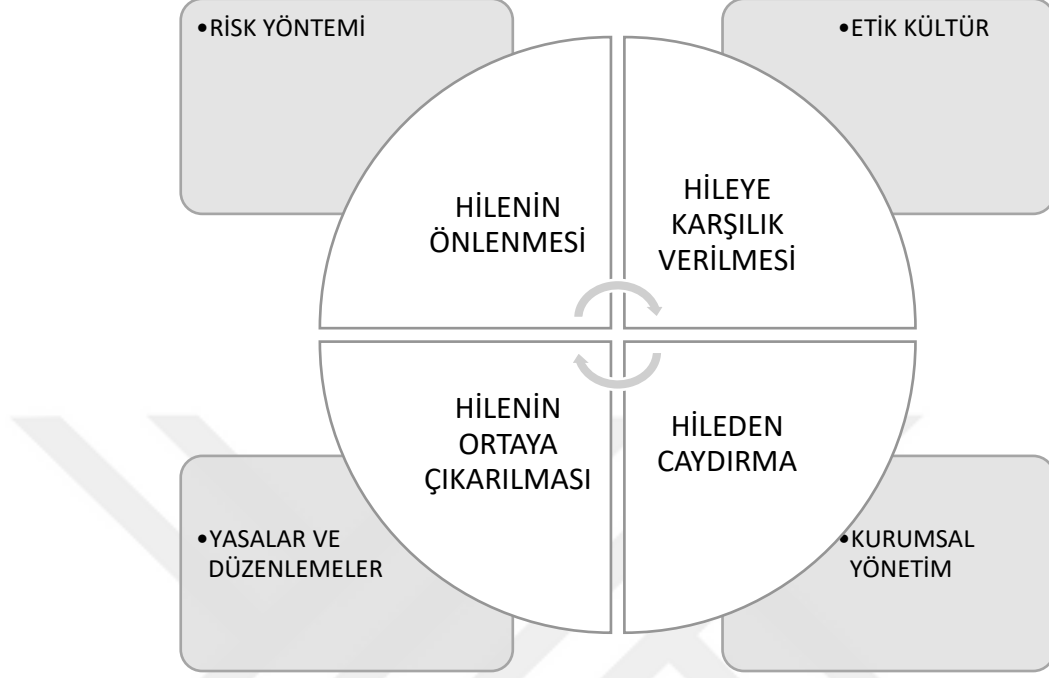 •RİSK YÖNTEMİ
•ETİK KÜLTÜR
HİLENİN
ÖNLENMESİ
HİLEYE
KARŞILIK
VERİLMESİ
HİLENİN
ORTAYA
ÇIKARILMASI
HİLEDEN
CAYDIRMA
•YASALAR VE
DÜZENLEMELER
•KURUMSAL
YÖNETİM